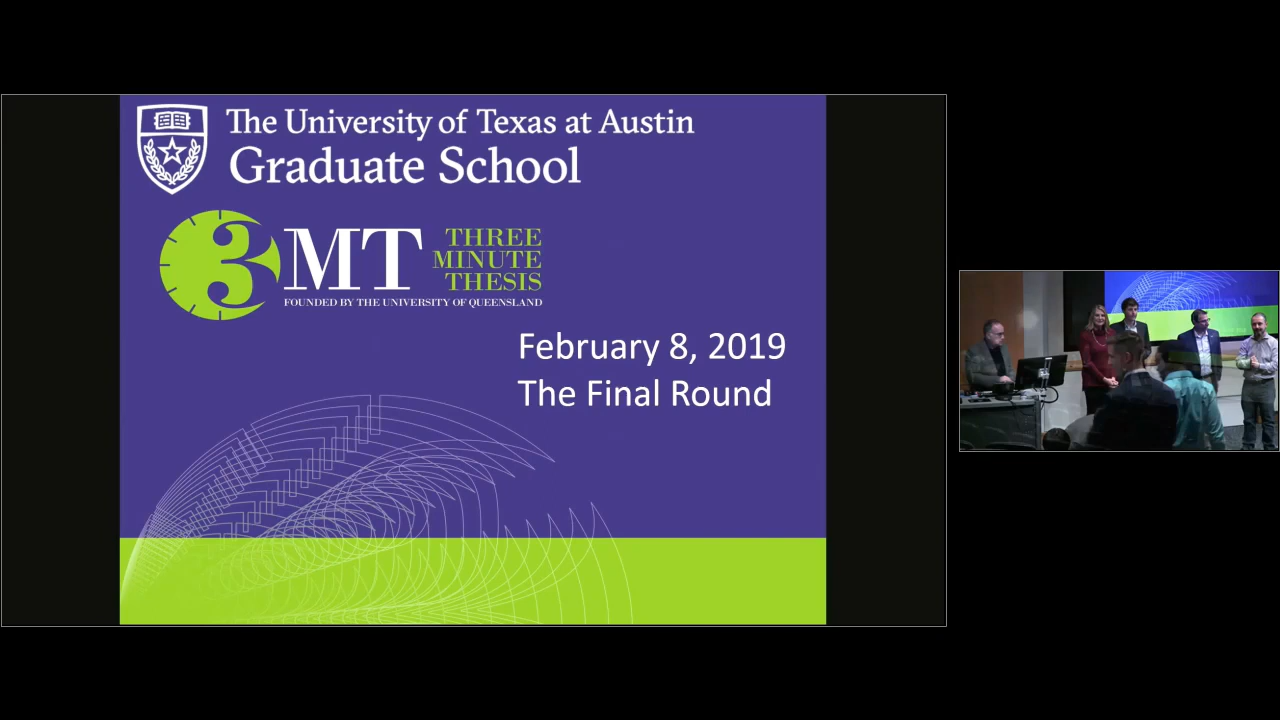 The University of Texas at Austin
Graduate School
3MT THREE
MINUTE
THESIS
FOUNDED BY THE UNIVERSITY OF QUEENSLAND
February 8, 2019
The Final Round